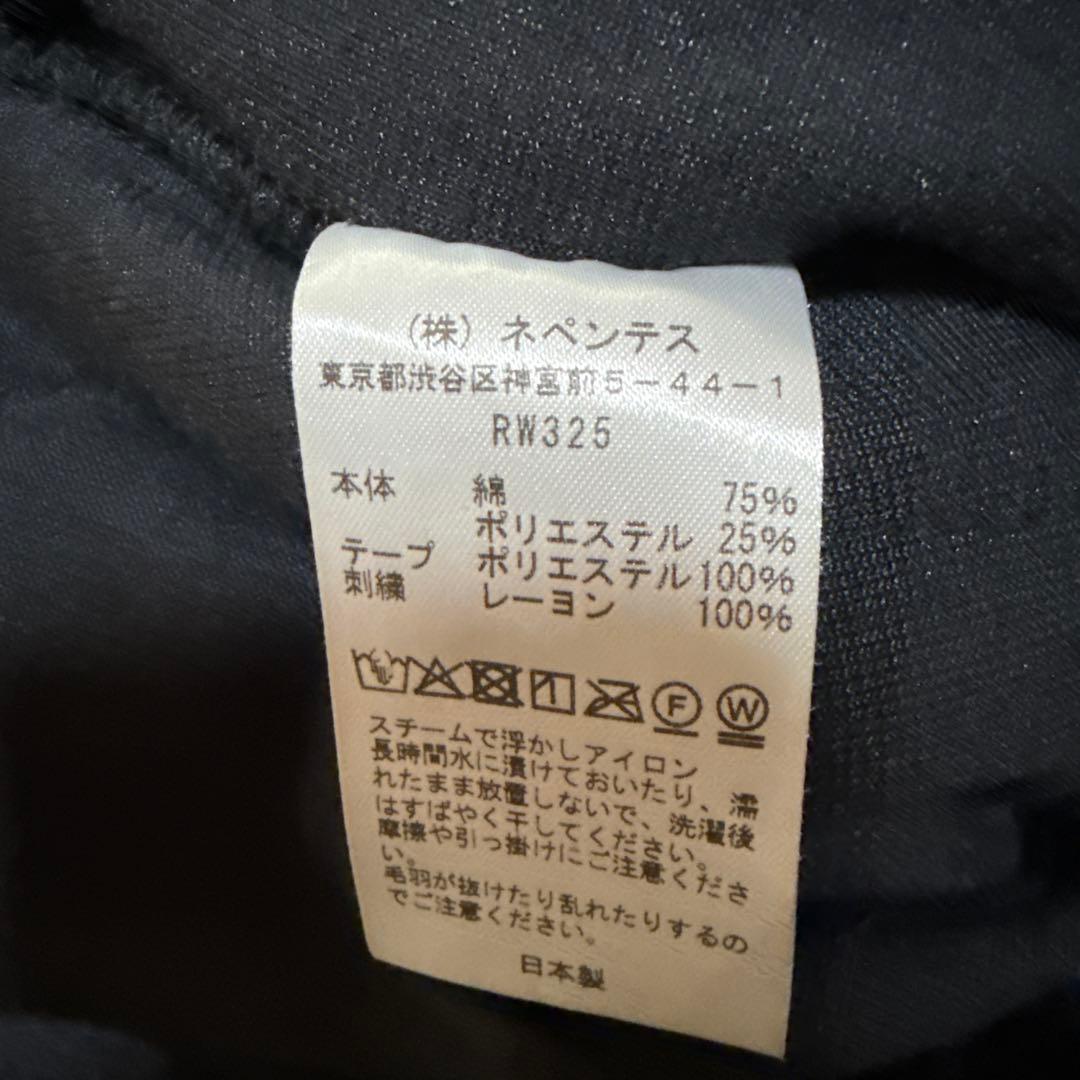 (株) ネペンテス
東京都渋谷区神宮前5-44-1
RW325
本体 綿 75%
ポリエステル 25%
テープ ポリエステル 100%
刺繍 レーヨン 100%
F W
スチームで浮かしアイロン
長時間水に漬けておいたり、濡
れたまま放置しないで、洗濯後
はすばやく干してください。
摩擦や引っ掛けにご注意くださ
い。
毛羽が抜けたり乱れたりするの
でご注意ください。
日本製